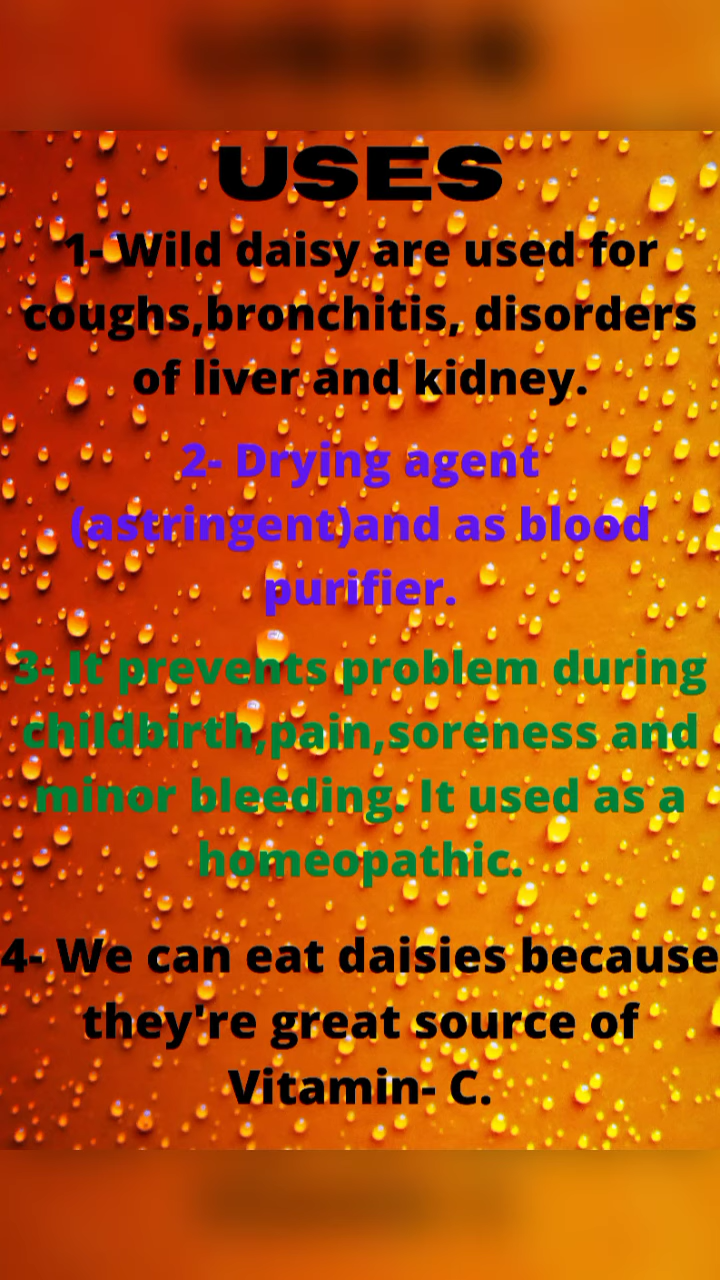 USES
1- Wild daisy are used for
coughs,bronchitis, disorders
of liver and kidney.
2- Drying agent
(astringent)and as blood
purifier.
3- It prevents problem during
childbirth,pain,soreness and
minor bleeding. It used as a
homeopathic.
4- We can eat daisies because
they're great source of
Vitamin- C.